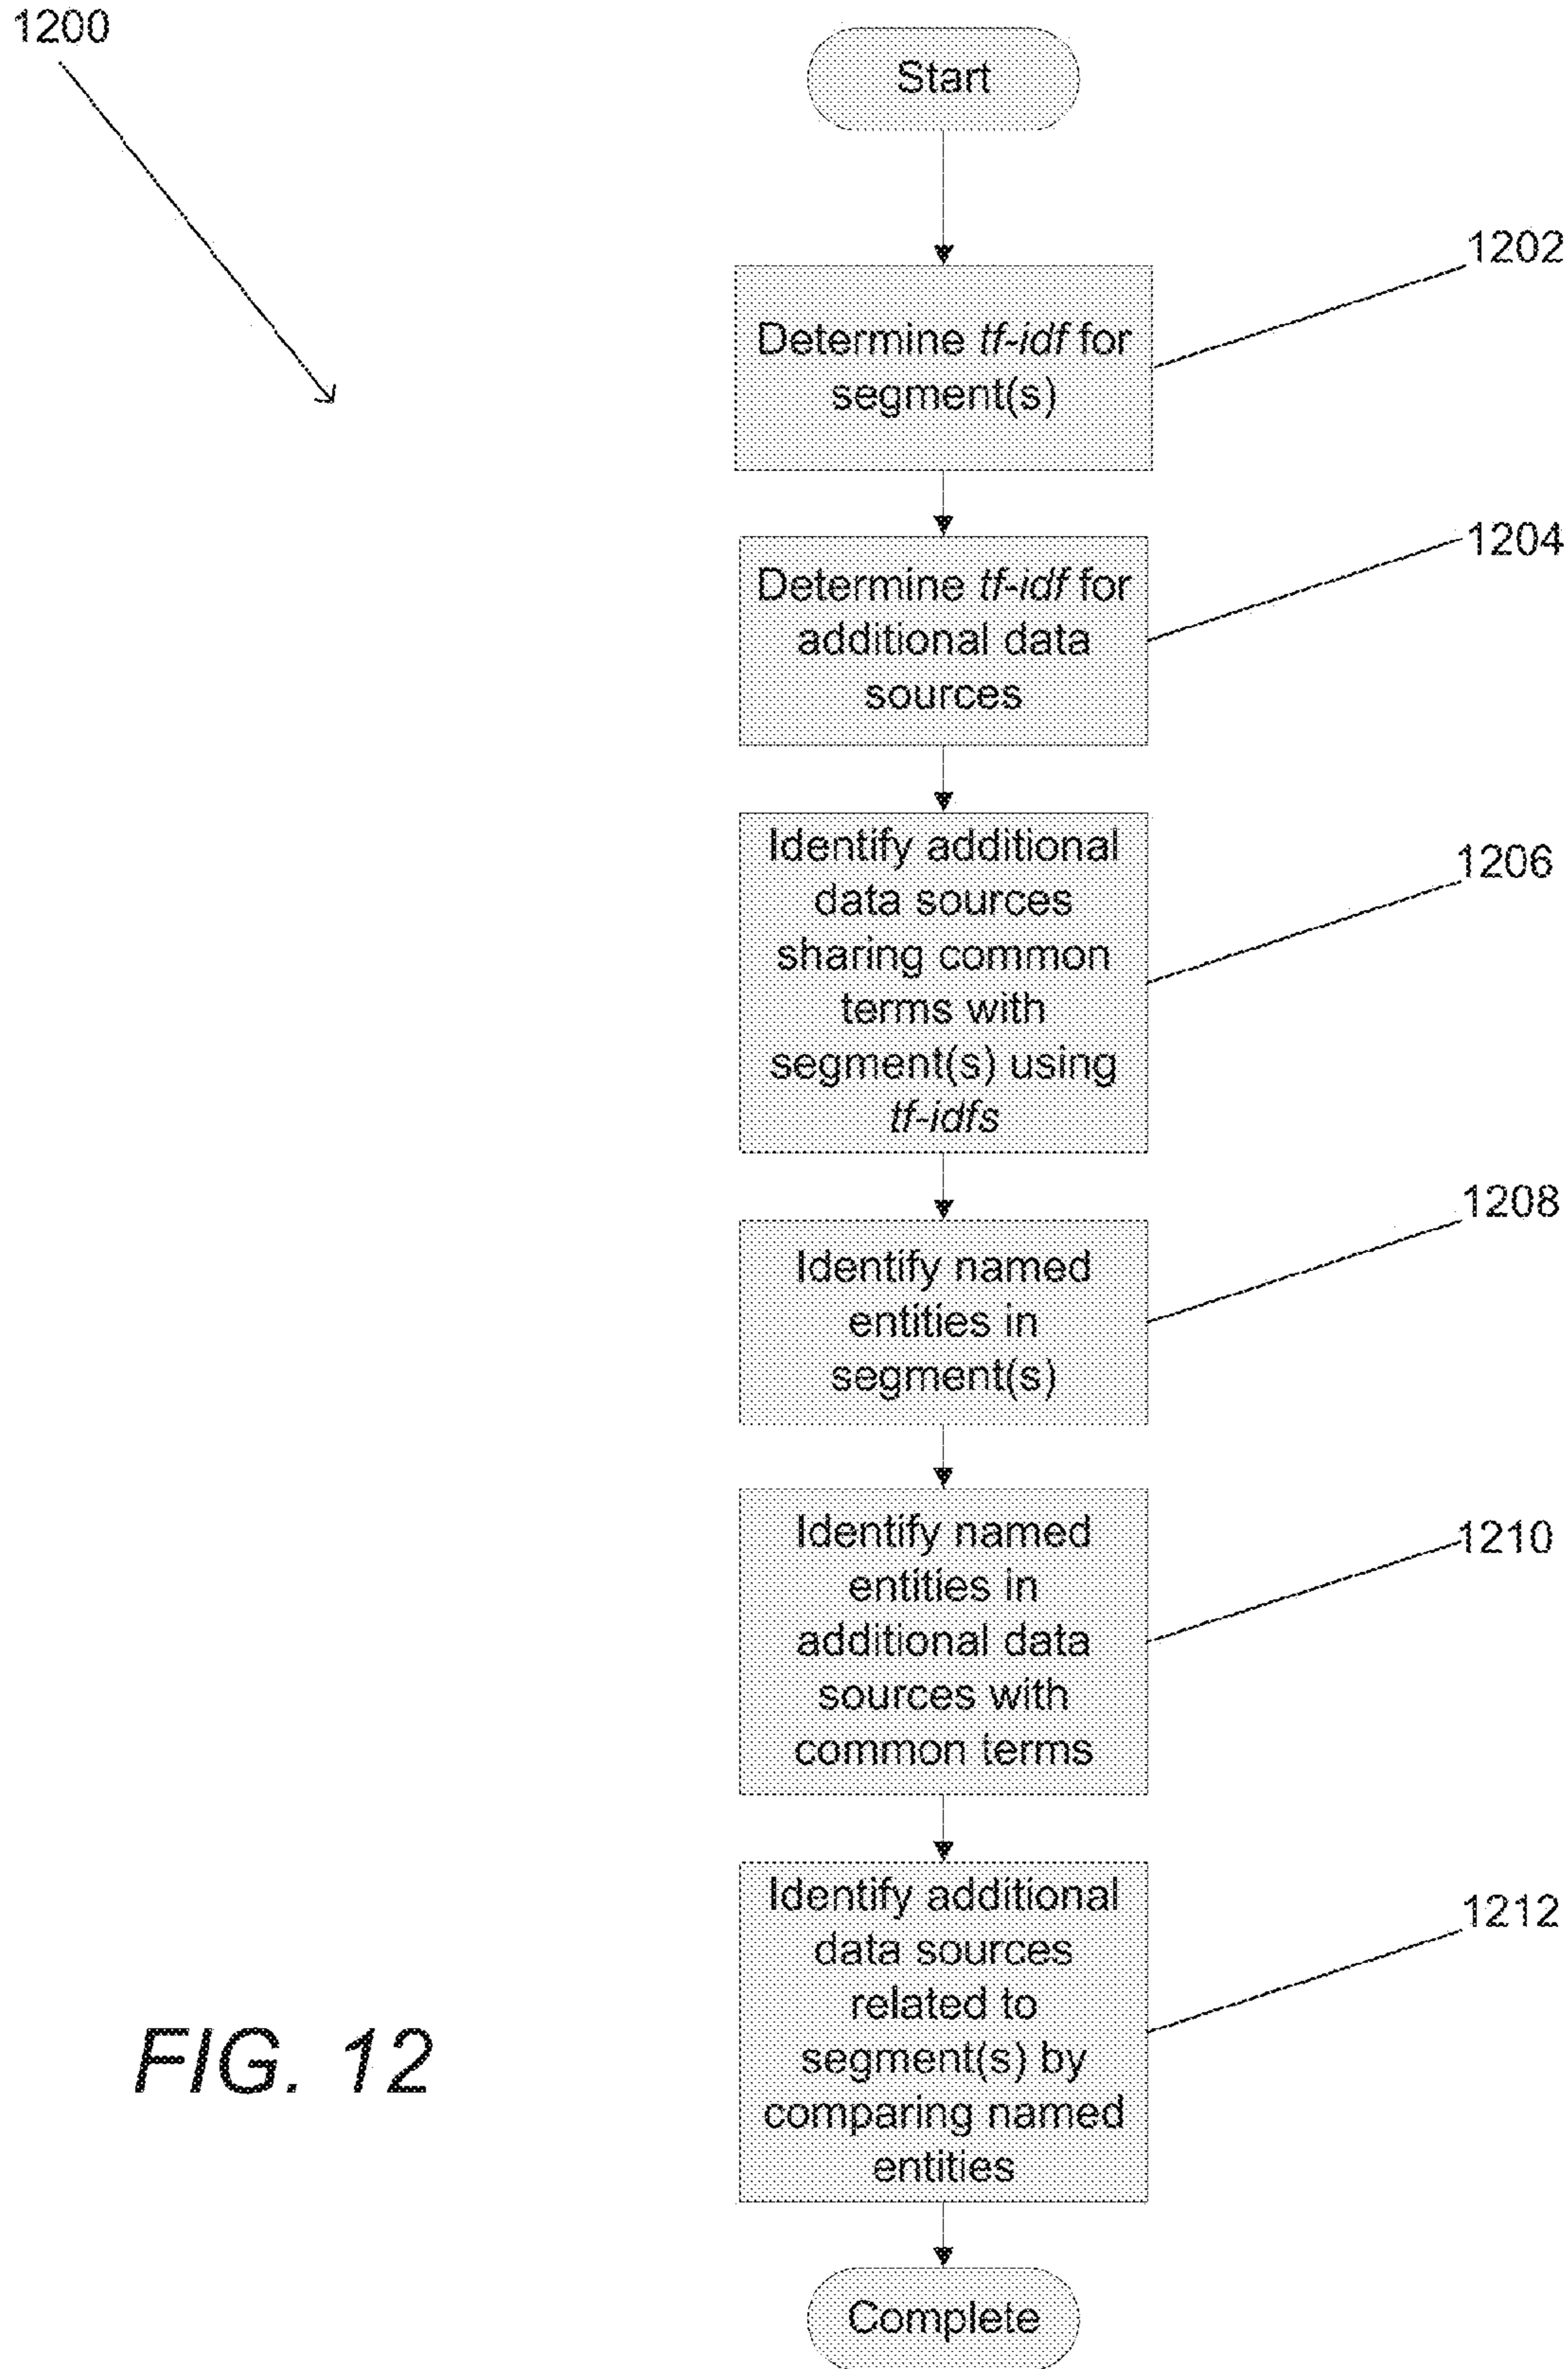 1200
Start
1202
Determine tf-idf for
segment(s)
1204
Determine tf-idf for
additional data
sources
1206
Identify additional
data sources
sharing common
terms with
segment(s) using
tf-idfs
1208
Identify named
entities in
segment(s)
1210
Identify named
entities in
additional data
sources with
common terms
1212
Identify additional
data sources
related to
segment(s) by
comparing named
entities
FIG. 12
Complete